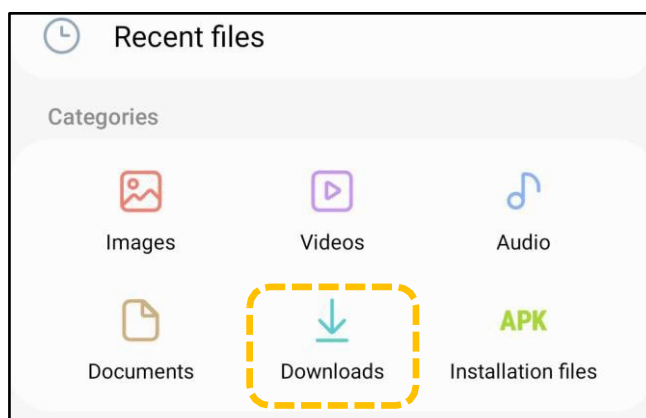 Recent files
Categories
Images Videos Audio
APK
Documents Downloads Installation files